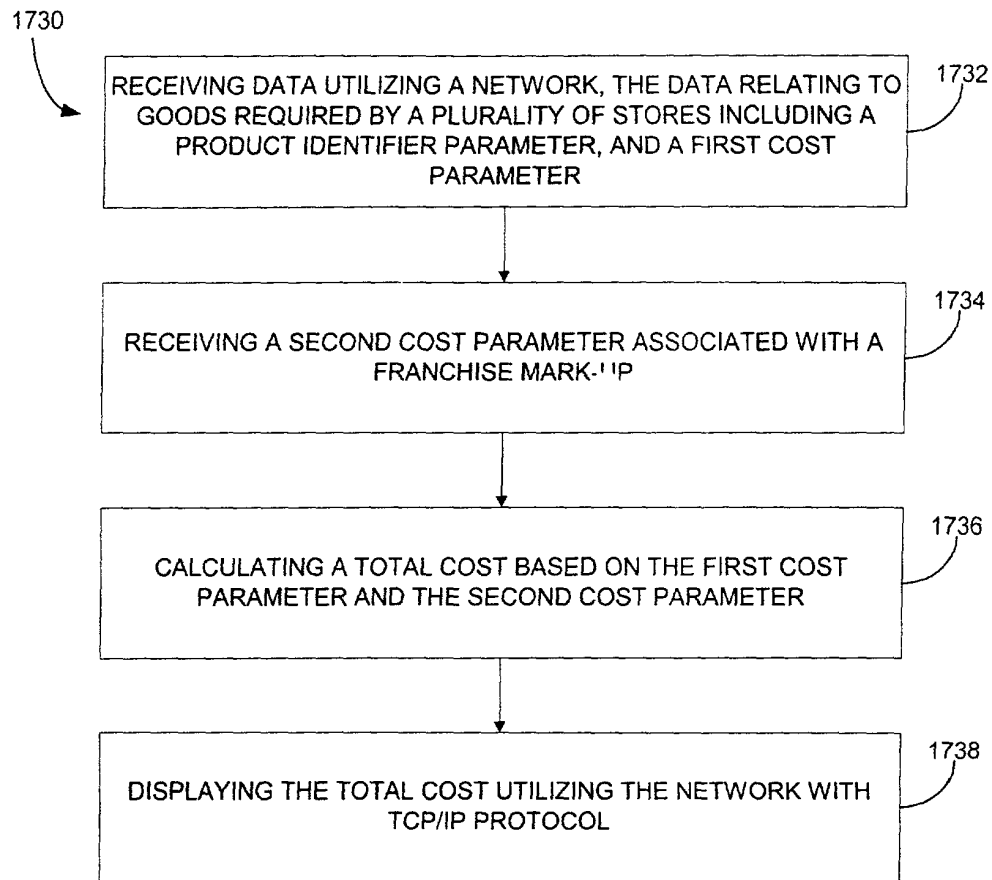 1730
RECEIVING DATA UTILIZING A NETWORK, THE DATA RELATING TO
GOODS REQUIRED BY A PLURALITY OF STORES INCLUDING A
PRODUCT IDENTIFIER PARAMETER, AND A FIRST COST
PARAMETER
1732
RECEIVING A SECOND COST PARAMETER ASSOCIATED WITH A
FRANCHISE MARK-UP
1734
CALCULATING A TOTAL COST BASED ON THE FIRST COST
PARAMETER AND THE SECOND COST PARAMETER
1736
DISPLAYING THE TOTAL COST UTILIZING THE NETWORK WITH
TCP/IP PROTOCOL
1738